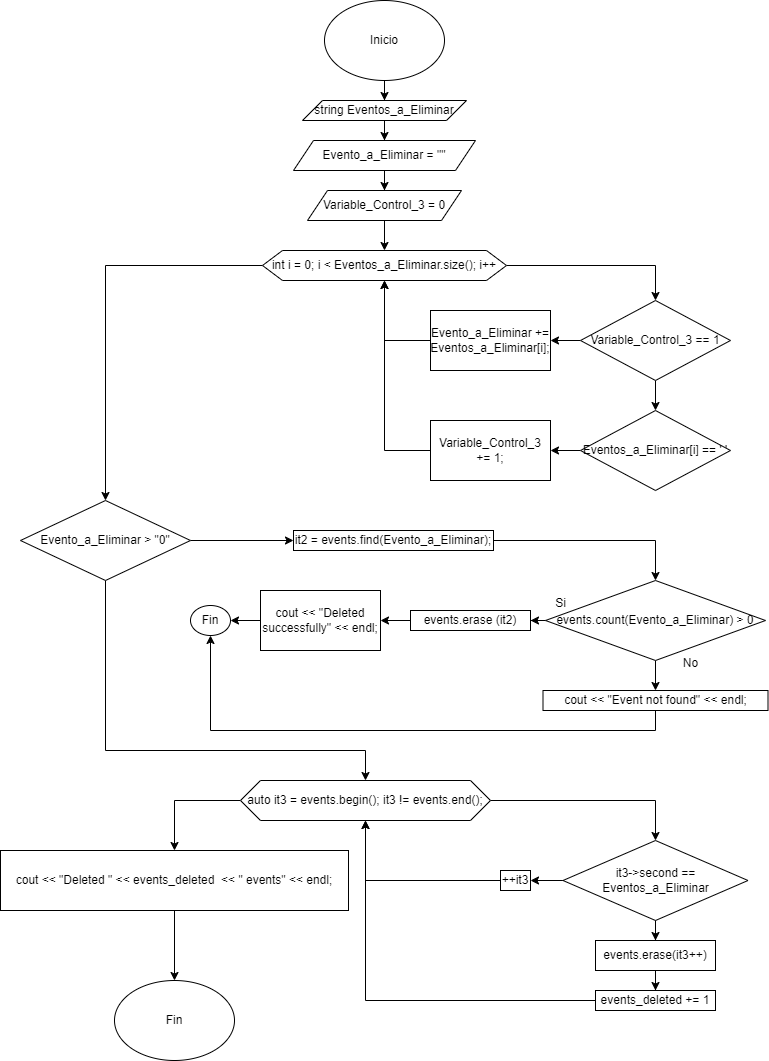 Inicio
string Eventos_a_Eliminar
Evento_a_Eliminar = ""
Variable_Control_3 = 0
int i = 0; i < Eventos_a_Eliminar.size(); i++
Evento_a_Eliminar +=
Eventos_a_Eliminar[i];
Variable_Control_3 == 1
Variable_Control_3
+= 1;
Eventos_a_Eliminar[i] == ' '
Evento_a_Eliminar > "0"
it2 = events.find(Evento_a_Eliminar);
Si
events.count(Evento_a_Eliminar) > 0
events.erase (it2)
cout << "Deleted
successfully" << endl;
Fin
No
cout << "Event not found" << endl;
auto it3 = events.begin(); it3 != events.end();
cout << "Deleted " << events_deleted  << " events" << endl;
++it3
it3->second ==
Eventos_a_Eliminar
events.erase(it3++)
events_deleted += 1
Fin